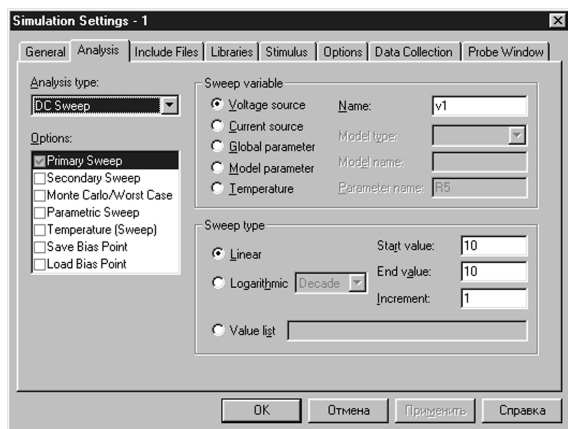 Simulation Settings - 1
General Analysis Include Files Libraries Stimulus Options Data Collection Probe Window
Analysis type:
DC Sweep
Options:
Primary Sweep
Secondary Sweep
Monte Carlo/Worst Case
Parametric Sweep
Temperature (Sweep)
Save Bias Point
Load Bias Point
Sweep variable
Voltage source
Current source
Global parameter
Model parameter
Temperature
Name: v1
Model type:
Model name:
Parameter name: R5
Sweep type
Linear
Logarithmic Decade
Value list
Start value: 10
End value: 10
Increment: 1
OK Отмена Применить Справка